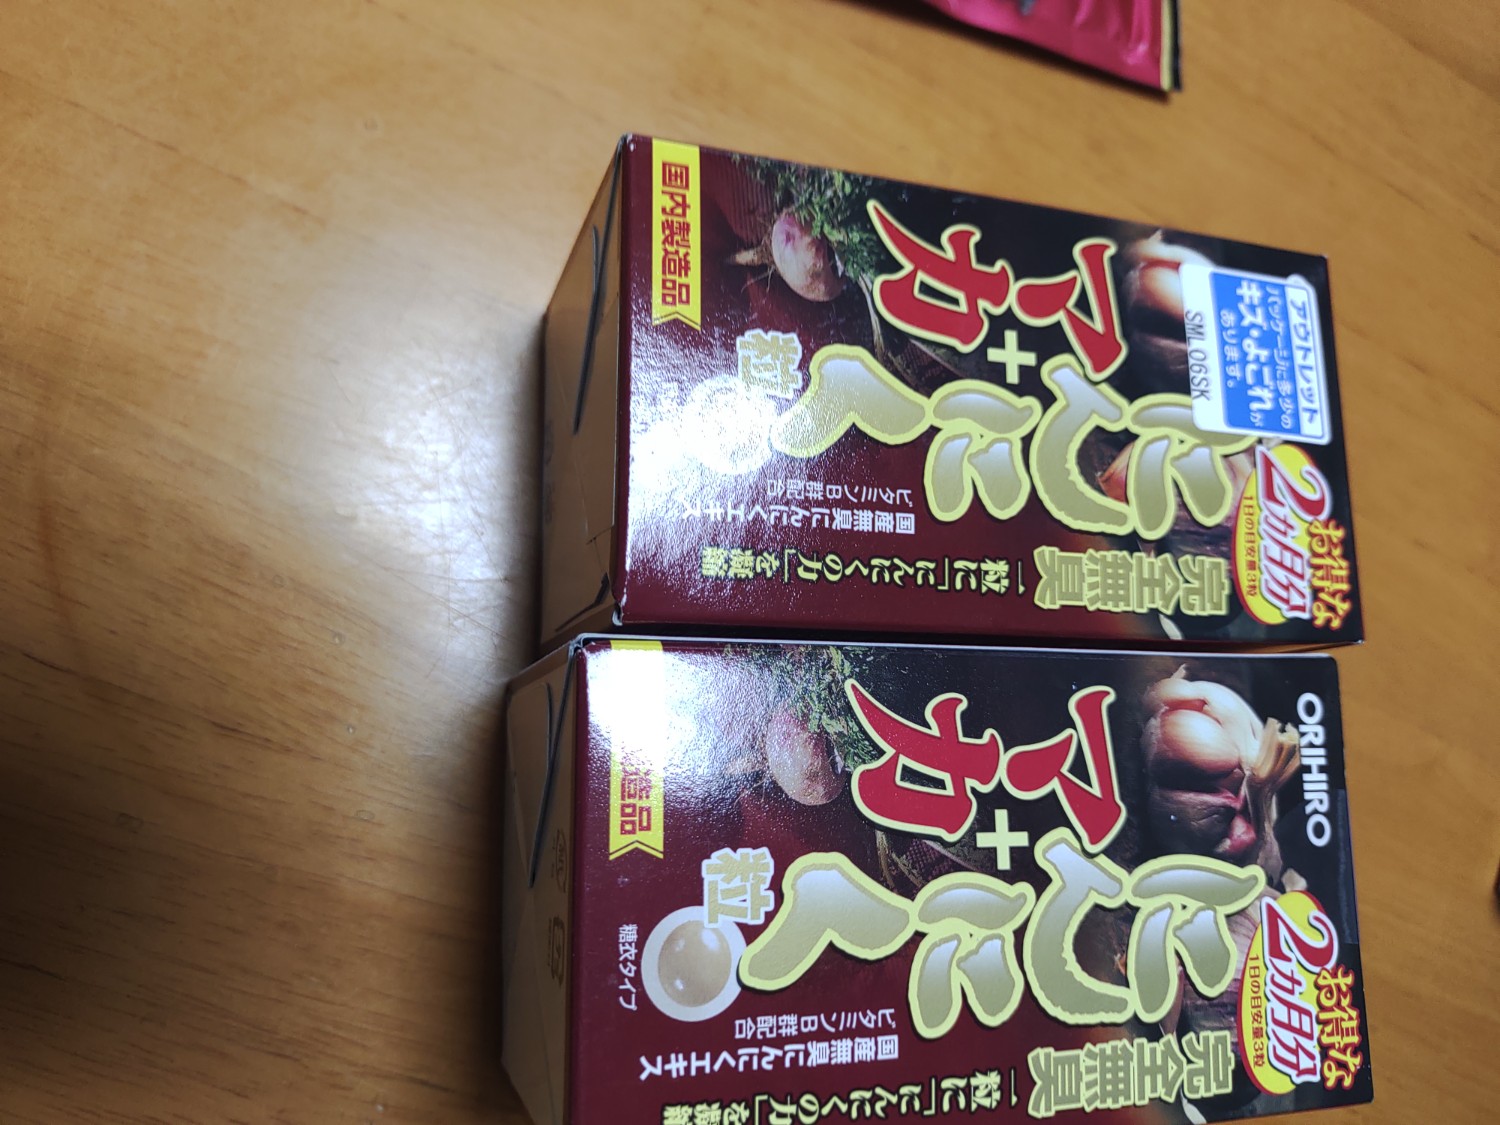 アウトレット
パッケージに多少の
キズ・よごれが
あります。
SML06SK
お得な
2か月分
1日の目安量3粒
完全無臭
にんにく
+
マカ
粒
一粒に「にんにくの力」を凝縮
国産無臭にんにくエキス
ビタミンB群配合
国内製造品
ORIHIRO
お得な
2か月分
1日の目安量3粒
完全無臭
にんにく
+
マカ
粒
一粒に「にんにくの力」を凝縮
国産無臭にんにくエキス
ビタミンB群配合
糖衣タイプ
造品